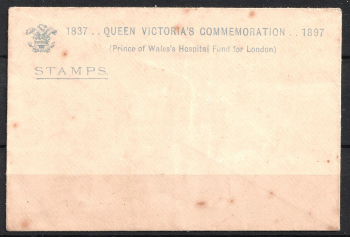 1837 . . QUEEN VICTORIA'S COMMEMORATION . . 1897
(Prince of Wales's Hospital Fund for London)
STAMPS.